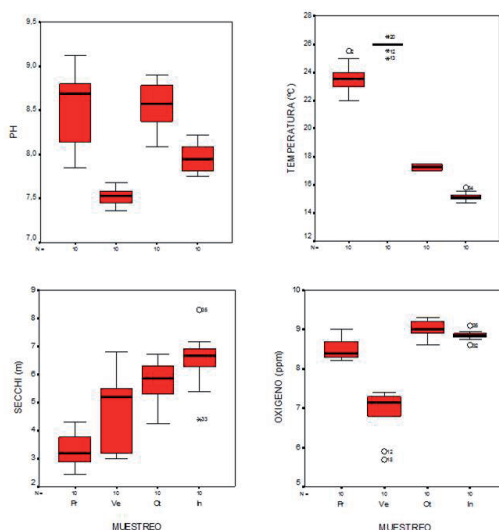 9,5
9,0
8,5
8,0
7,5
7,0
PH
N = 10 10 10 10
28
26
24
22
20
18
16
14
12
TEMPERATURA (ºC)
N = 10 10 10 10
9
8
7
6
5
4
3
2
SECCHI (m)
N = 10 10 10 10
Pr Ve Ot In
MUESTREO
10
9
8
7
6
5
OXIGENO (ppm)
N = 10 10 10 10
Pr Ve Ot In
MUESTREO